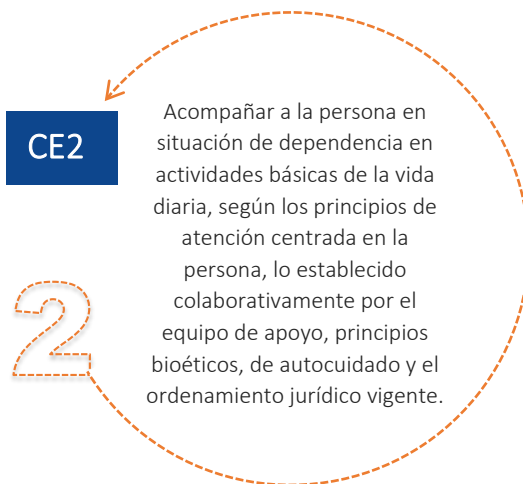 CE2
Acompañar a la persona en
situación de dependencia en
actividades básicas de la vida
diaria, según los principios de
atención centrada en la
persona, lo establecido
colaborativamente por el
equipo de apoyo, principios
bioéticos, de autocuidado y el
ordenamiento jurídico vigente.
2